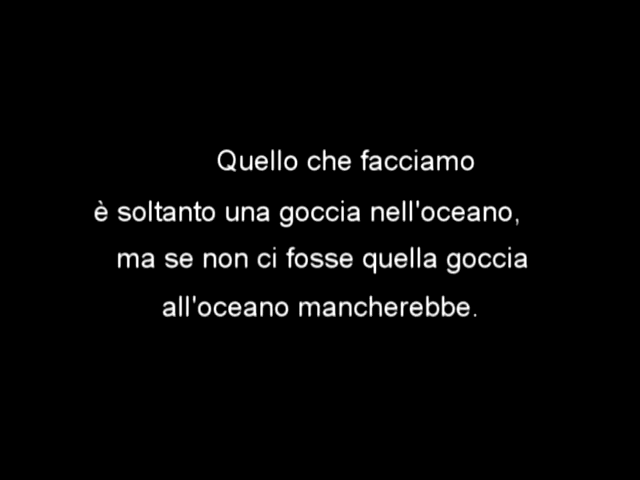 Quello che facciamo
è soltanto una goccia nell'oceano,
ma se non ci fosse quella goccia
all'oceano mancherebbe.